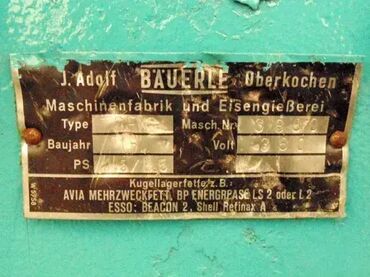 J. Adolf BÄUERLE Oberkochen
Maschinenfabrik und Eisengießerei
Type Masch.Nr.
Baujahr Volt 380
PS
Kugellagerfette z.B.
AVIA MEHRZWECKFETT, BP ENERGREASE LS 2 oder L 2
ESSO: BEACON 2, Shell Retinax A